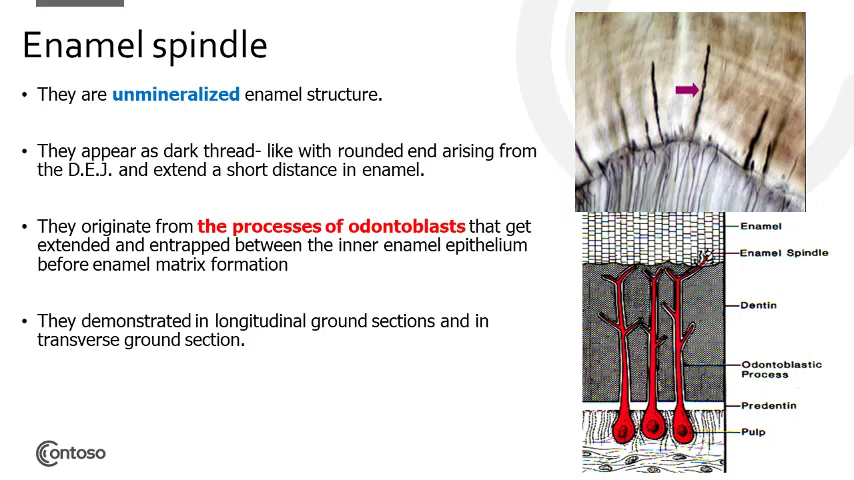 Enamel spindle
• They are unmineralized enamel structure.
• They appear as dark thread- like with rounded end arising from
the D.E.J. and extend a short distance in enamel.
• They originate from the processes of odontoblasts that get
extended and entrapped between the inner enamel epithelium
before enamel matrix formation
• They demonstrated in longitudinal ground sections and in
transverse ground section.
Enamel
Enamel Spindle
Dentin
Odontoblastic
Process
Predentin
Pulp
Contoso